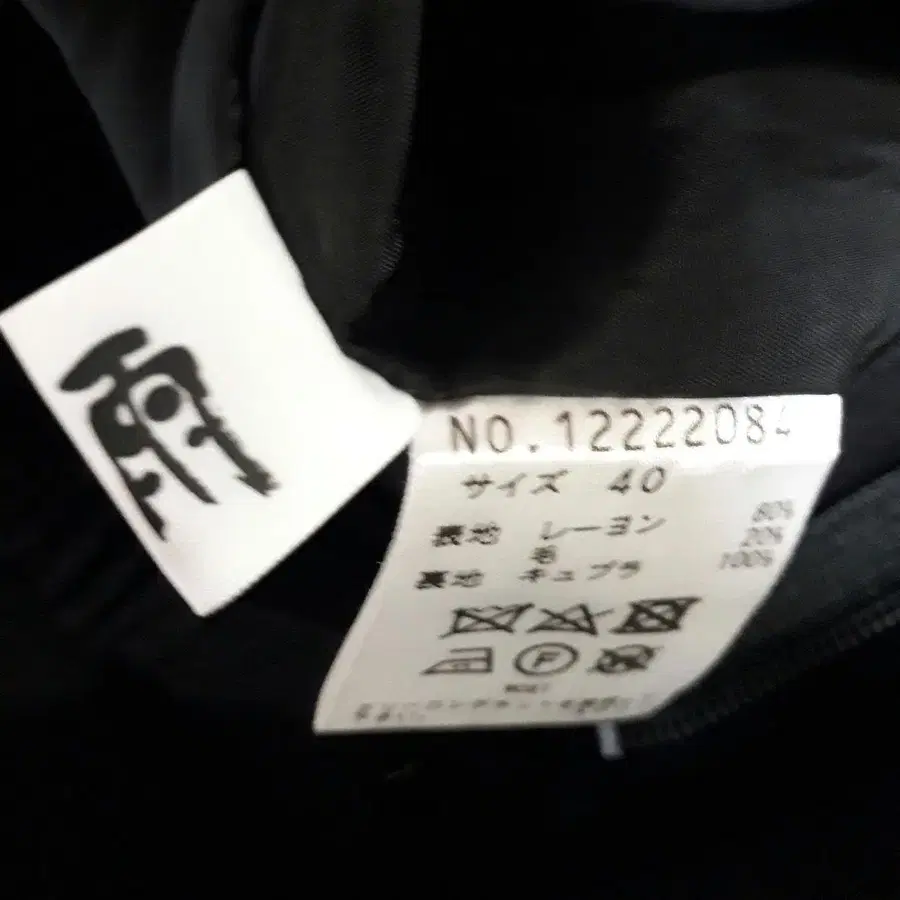 雨
NO.12222084
サイズ 40
表地 レーヨン 80%
毛 20%
裏地 キュプラ 100%
F